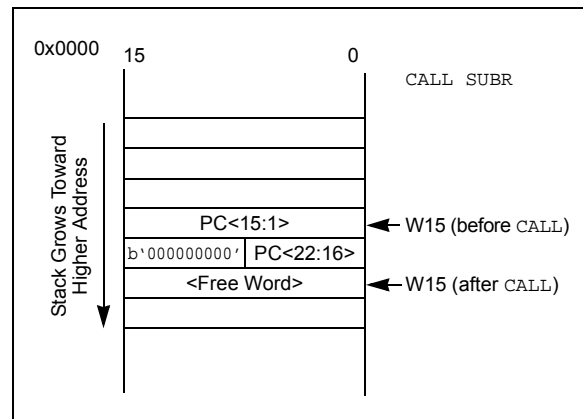 0x0000
15 0
CALL SUBR
Stack Grows Toward
Higher Address
PC<15:1>
W15 (before CALL)
b‘000000000’ PC<22:16>
<Free Word>
W15 (after CALL)